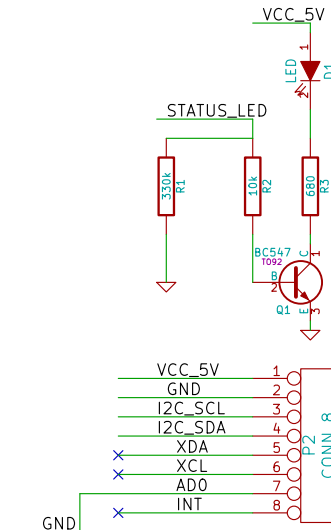 VCC_5V
1
LED
D1
2
STATUS_LED
330k
R1
10k
R2
680
R3
BC547
TO92
C
1
B
2
Q1
E
3
VCC_5V
1
GND
2
I2C_SCL
3
I2C_SDA
4
XDA
5
XCL
6
AD0
7
INT
8
P2
CONN_8
GND